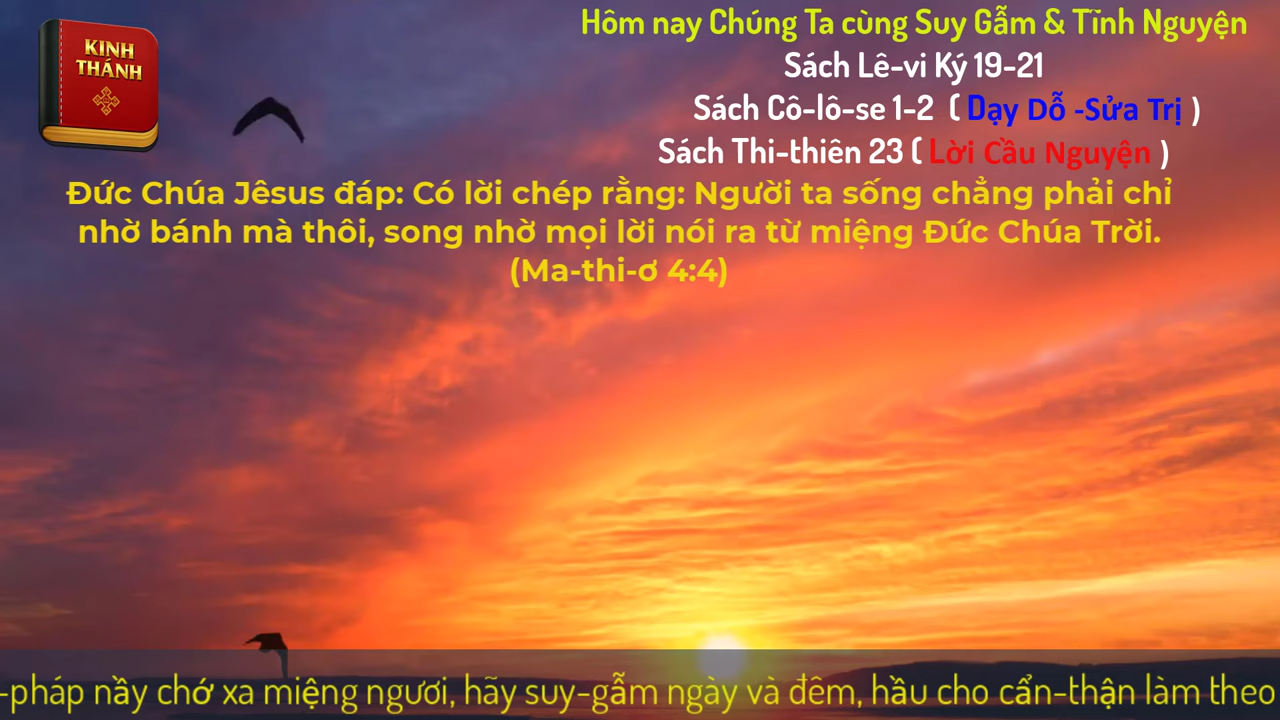 KINH
THÁNH
Hôm nay Chúng Ta cùng Suy Gẫm & Tĩnh Nguyện
Sách Lê-vi Ký 19-21
Sách Cô-lô-se 1-2 ( Dạy Dỗ -Sửa Trị )
Sách Thi-thiên 23 ( Lời Cầu Nguyện )
Đức Chúa Jêsus đáp: Có lời chép rằng: Người ta sống chẳng phải chỉ
nhờ bánh mà thôi, song nhờ mọi lời nói ra từ miệng Đức Chúa Trời.
(Ma-thi-ơ 4:4)
-pháp nầy chớ xa miệng ngươi, hãy suy-gẫm ngày và đêm, hầu cho cẩn-thận làm theo